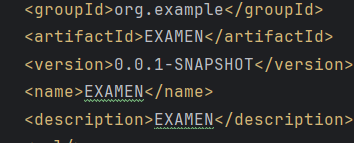 <groupId>org.example</groupId>
<artifactId>EXAMEN</artifactId>
<version>0.0.1-SNAPSHOT</version>
<name>EXAMEN</name>
<description>EXAMEN</description>